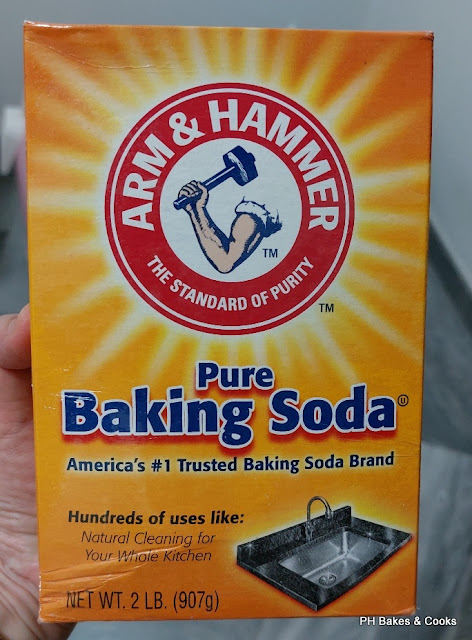 ARM & HAMMER
TM
THE STANDARD OF PURITY
TM
Pure
Baking Soda Ⓤ
America's #1 Trusted Baking Soda Brand
Hundreds of uses like:
Natural Cleaning for
Your Whole Kitchen
NET WT. 2 LB. (907g)
PH Bakes & Cooks